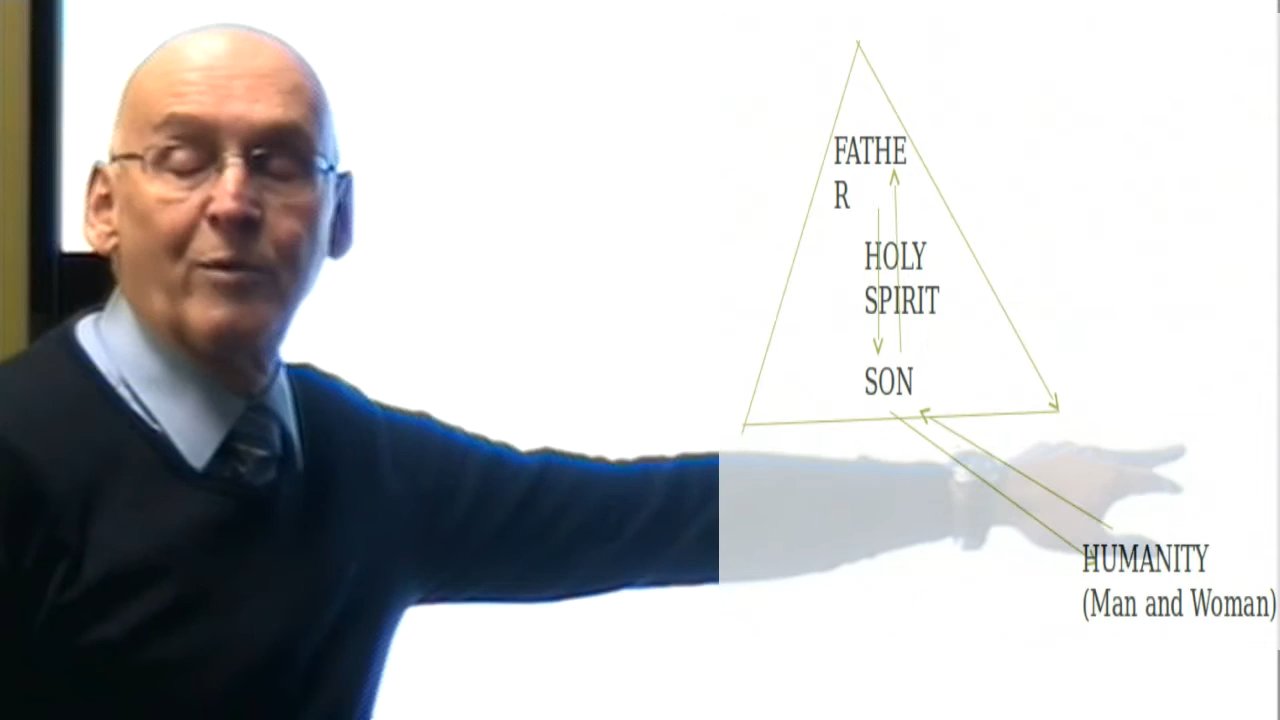 FATHE
R
HOLY
SPIRIT
SON
HUMANITY
(Man and Woman)